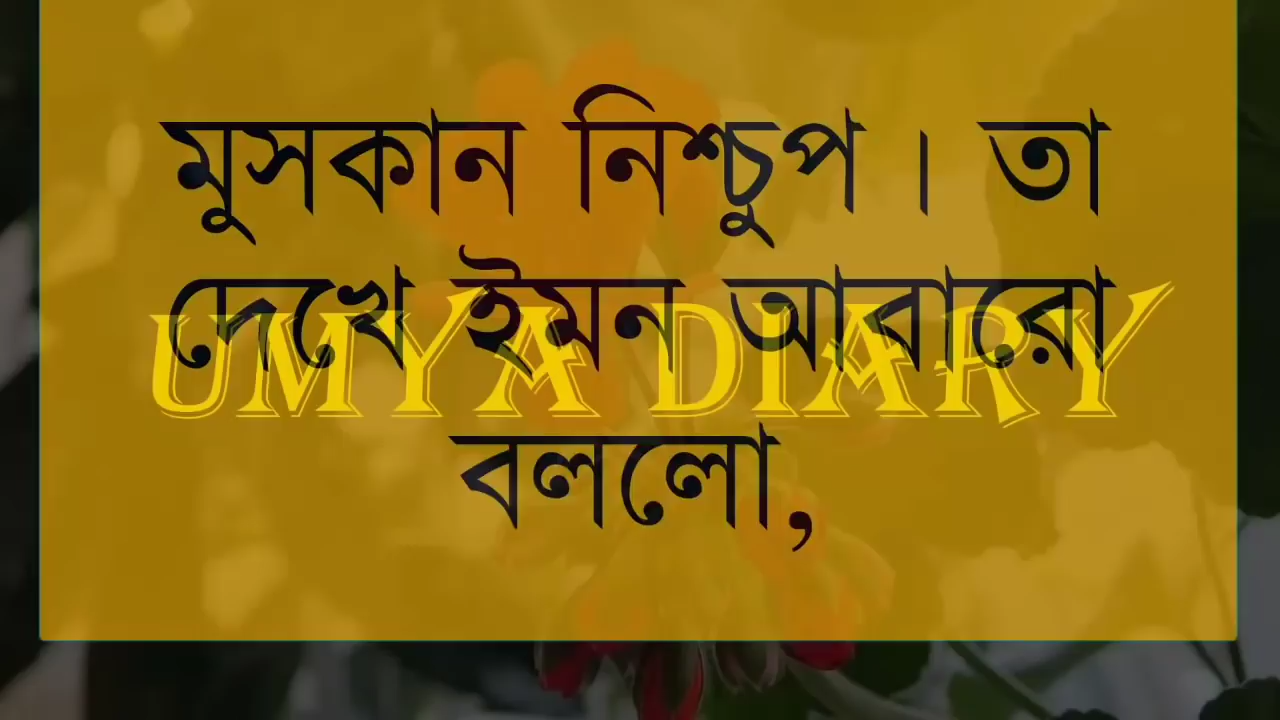 মুসকান নিশ্চুপ। তা
দেখে ইমন আবারো
UMYA DIARY
বললো,